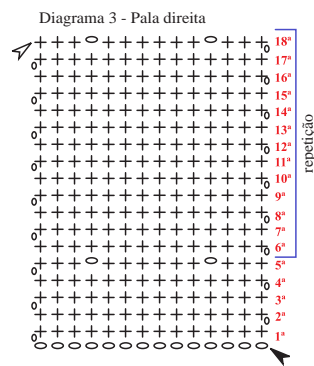 Diagrama 3 - Pala direita
18ª
17ª
16ª
15ª
14ª
13ª
12ª
11ª
10ª
9ª
8ª
7ª
6ª
5ª
4ª
3ª
2ª
1ª
repetição